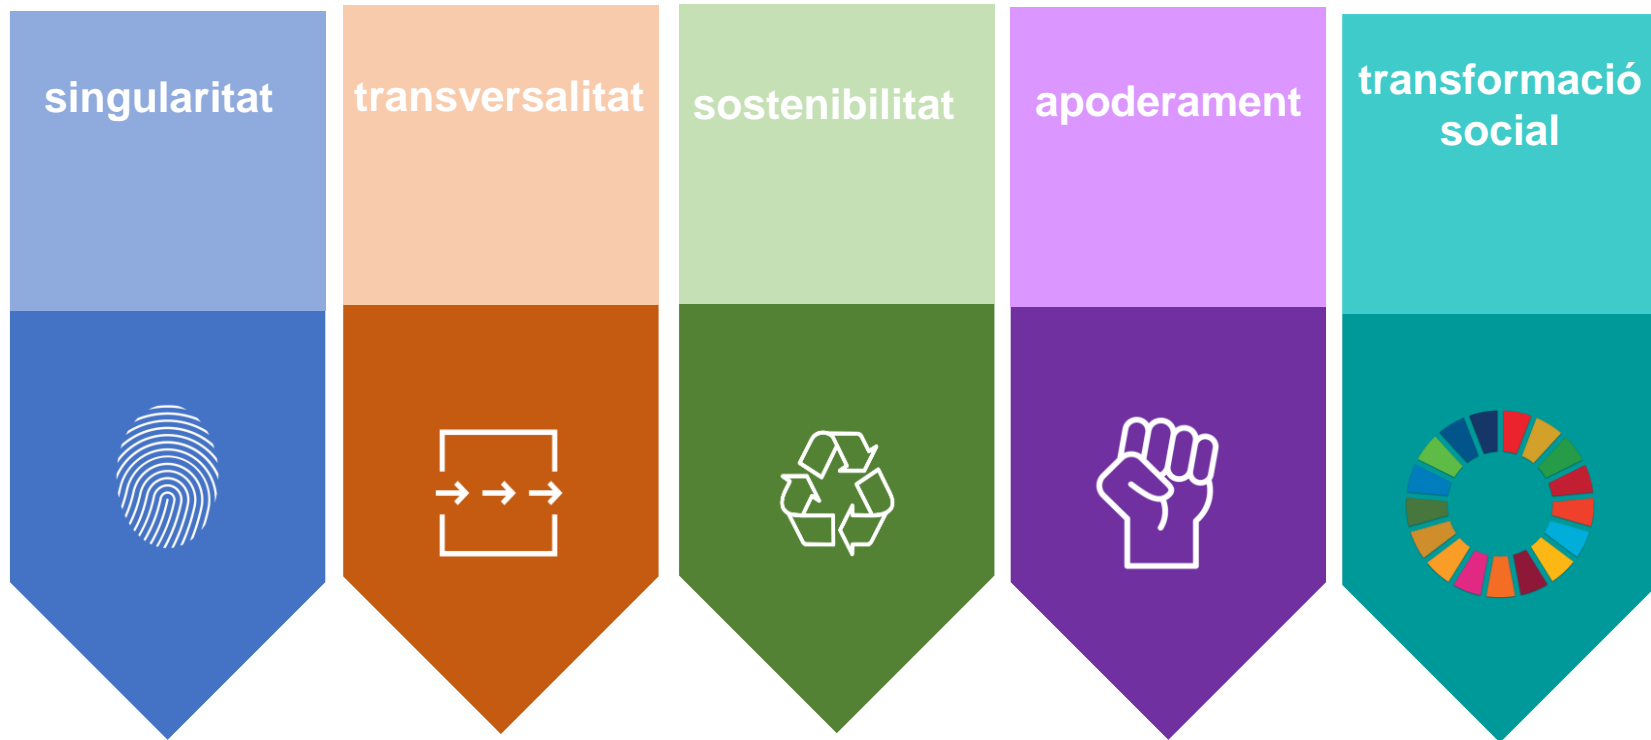 singularitat
transversalitat
sostenibilitat
apoderament
transformació
social